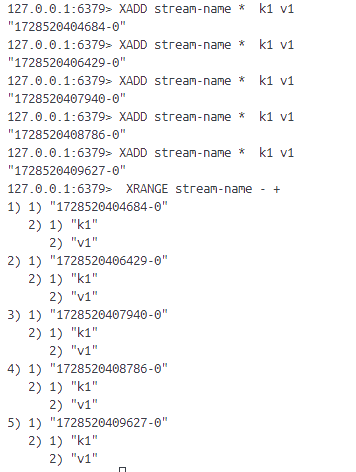 127.0.0.1:6379> XADD stream-name *  k1 v1
"1728520404684-0"
127.0.0.1:6379> XADD stream-name *  k1 v1
"1728520406429-0"
127.0.0.1:6379> XADD stream-name *  k1 v1
"1728520407940-0"
127.0.0.1:6379> XADD stream-name *  k1 v1
"1728520408786-0"
127.0.0.1:6379> XADD stream-name *  k1 v1
"1728520409627-0"
127.0.0.1:6379>  XRANGE stream-name - +
1) 1) "1728520404684-0"
   2) 1) "k1"
      2) "v1"
2) 1) "1728520406429-0"
   2) 1) "k1"
      2) "v1"
3) 1) "1728520407940-0"
   2) 1) "k1"
      2) "v1"
4) 1) "1728520408786-0"
   2) 1) "k1"
      2) "v1"
5) 1) "1728520409627-0"
   2) 1) "k1"
      2) "v1"